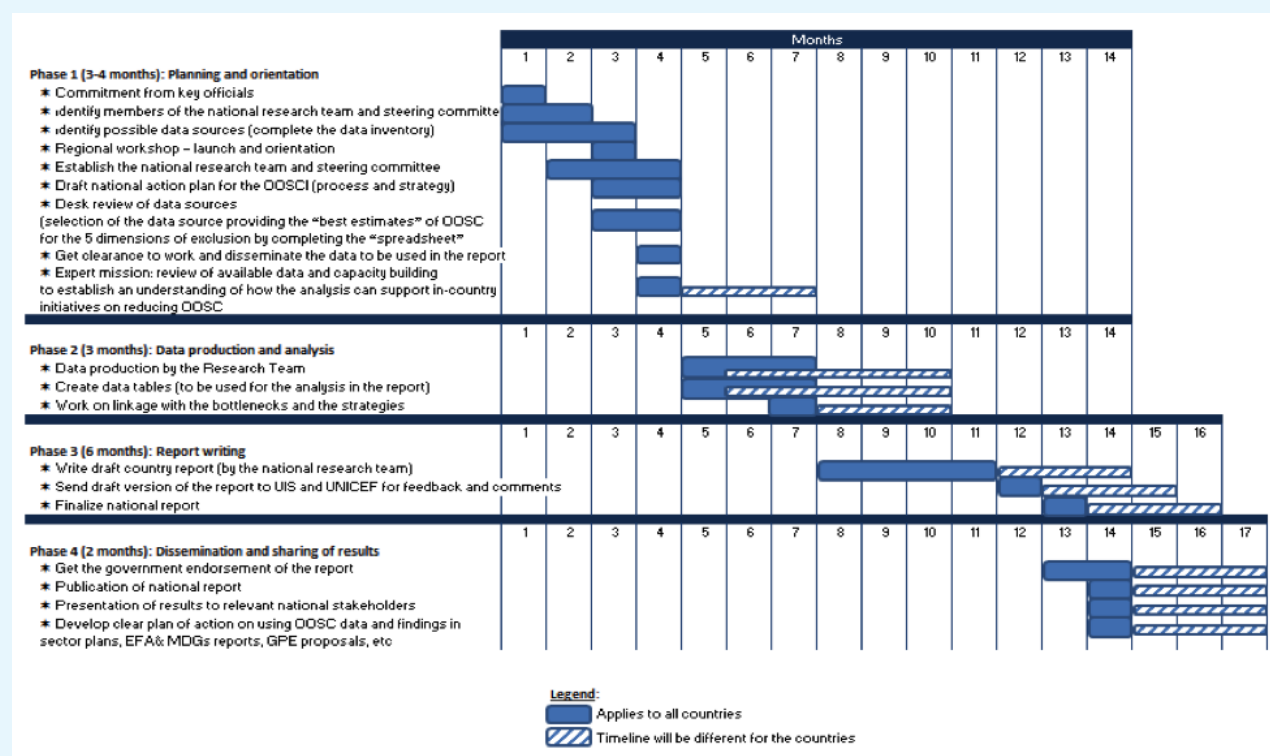 Months
1 2 3 4 5 6 7 8 9 10 11 12 13 14
Phase 1 (3-4 months): Planning and orientation
✶ Commitment from key officials
✶ Identify members of the national research team and steering committe
✶ Identify possible data sources (complete the data inventory)
✶ Regional workshop – launch and orientation
✶ Establish the national research team and steering committee
✶ Draft national action plan for the OOSCI (process and strategy)
✶ Desk review of data sources
(selection of the data source providing the “best estimates” of OOSC
for the 5 dimensions of exclusion by completing the “spreadsheet”
✶ Get clearance to work and disseminate the data to be used in the report
✶ Expert mission: review of available data and capacity building
to establish an understanding of how the analysis can support in-country
initiatives on reducing OOSC
1 2 3 4 5 6 7 8 9 10 11 12 13 14
Phase 2 (3 months): Data production and analysis
✶ Data production by the Research Team
✶ Create data tables (to be used for the analysis in the report)
✶ Work on linkage with the bottlenecks and the strategies
1 2 3 4 5 6 7 8 9 10 11 12 13 14 15 16
Phase 3 (6 months): Report writing
✶ Write draft country report (by the national research team)
✶ Send draft version of the report to UIS and UNICEF for feedback and comments
✶ Finalize national report
1 2 3 4 5 6 7 8 9 10 11 12 13 14 15 16 17
Phase 4 (2 months): Dissemination and sharing of results
✶ Get the government endorsement of the report
✶ Publication of national report
✶ Presentation of results to relevant national stakeholders
✶ Develop clear plan of action on using OOSC data and findings in
sector plans, EFA& MDGs reports, GPE proposals, etc
Legend:
Applies to all countries
Timeline will be different for the countries